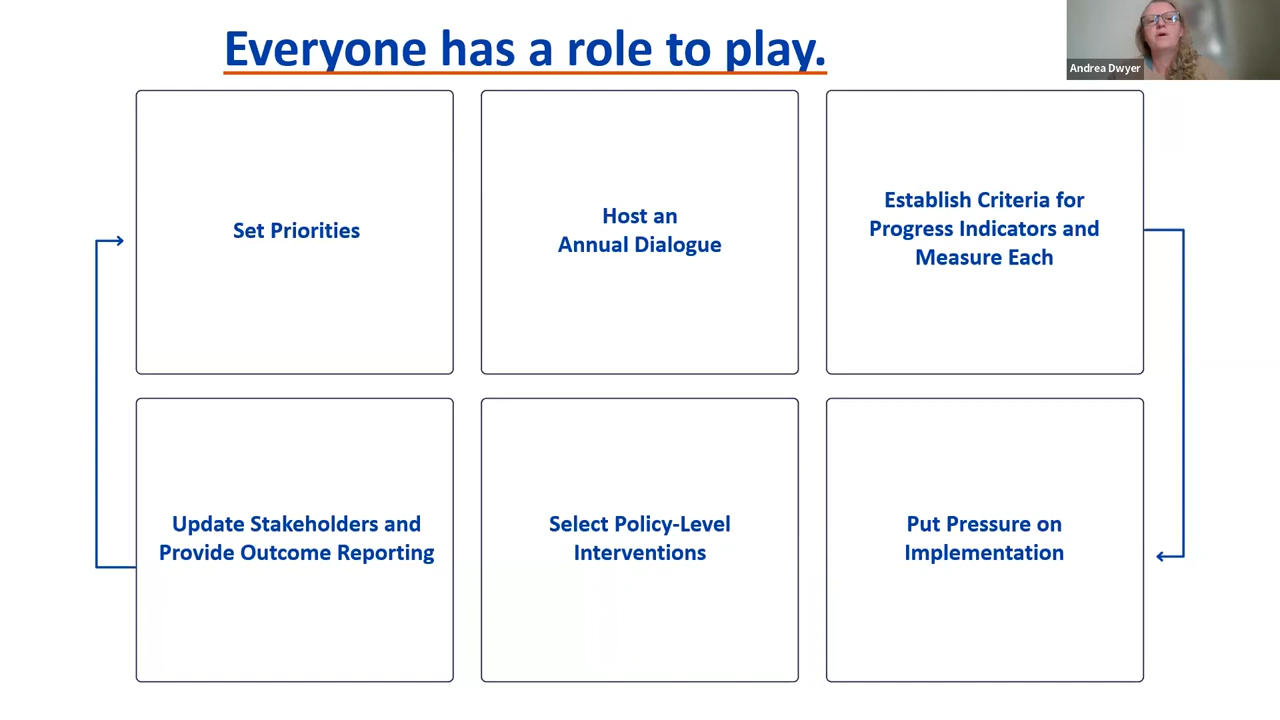 Everyone has a role to play.
Andrea Dwyer
Set Priorities
Host an
Annual Dialogue
Establish Criteria for
Progress Indicators and
Measure Each
Update Stakeholders and
Provide Outcome Reporting
Select Policy-Level
Interventions
Put Pressure on
Implementation